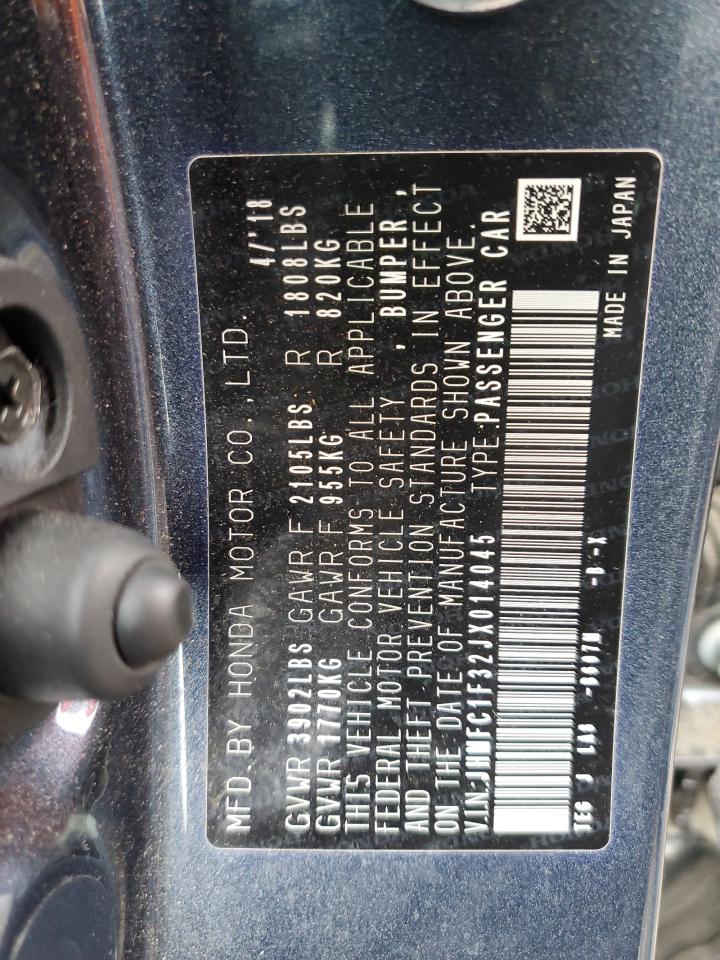 MFD. BY HONDA MOTOR CO., LTD. 4/'18
GVWR 3902LBS GAWR F 2105LBS R 1808LBS
GVWR 1770KG GAWR F 955KG R 820KG
THIS VEHICLE CONFORMS TO ALL APPLICABLE
FEDERAL MOTOR VEHICLE SAFETY , BUMPER ,
AND THEFT PREVENTION STANDARDS IN EFFECT
ON THE DATE OF MANUFACTURE SHOWN ABOVE.
V.I.N:JHMFC1F32JX014045 TYPE:PASSENGER CAR
-B -X
MADE IN JAPAN